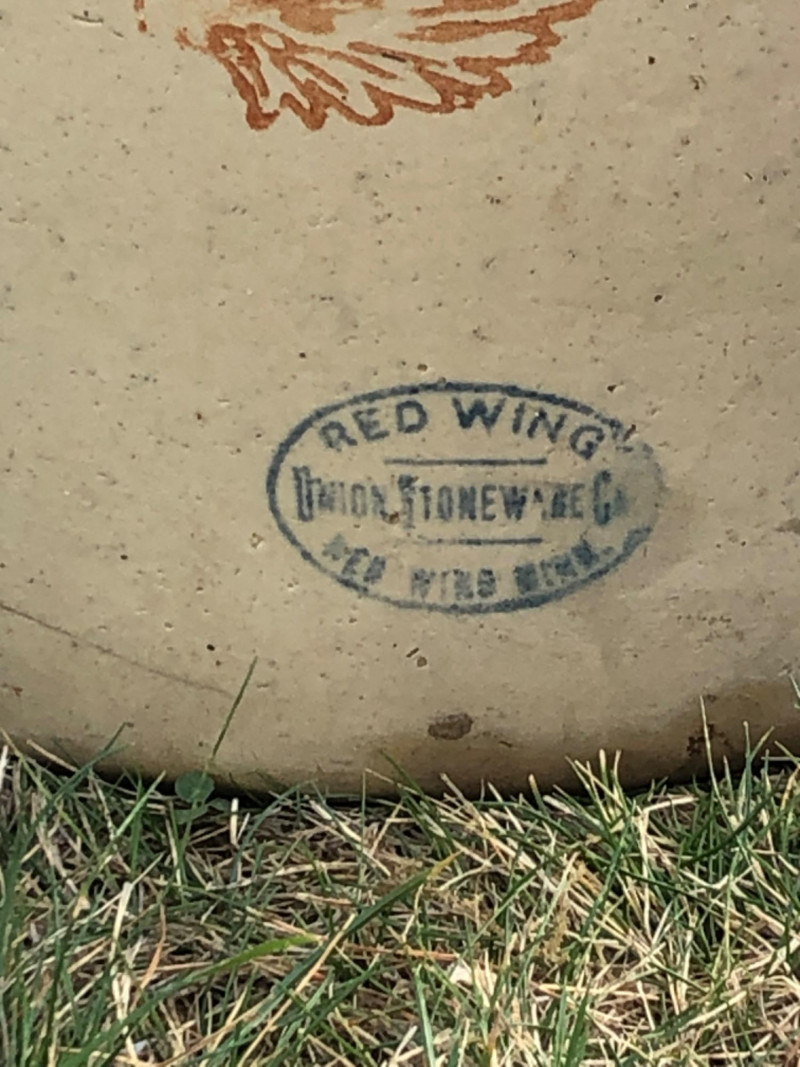 RED WING
UNION STONEWARE CO.
RED WING MINN.